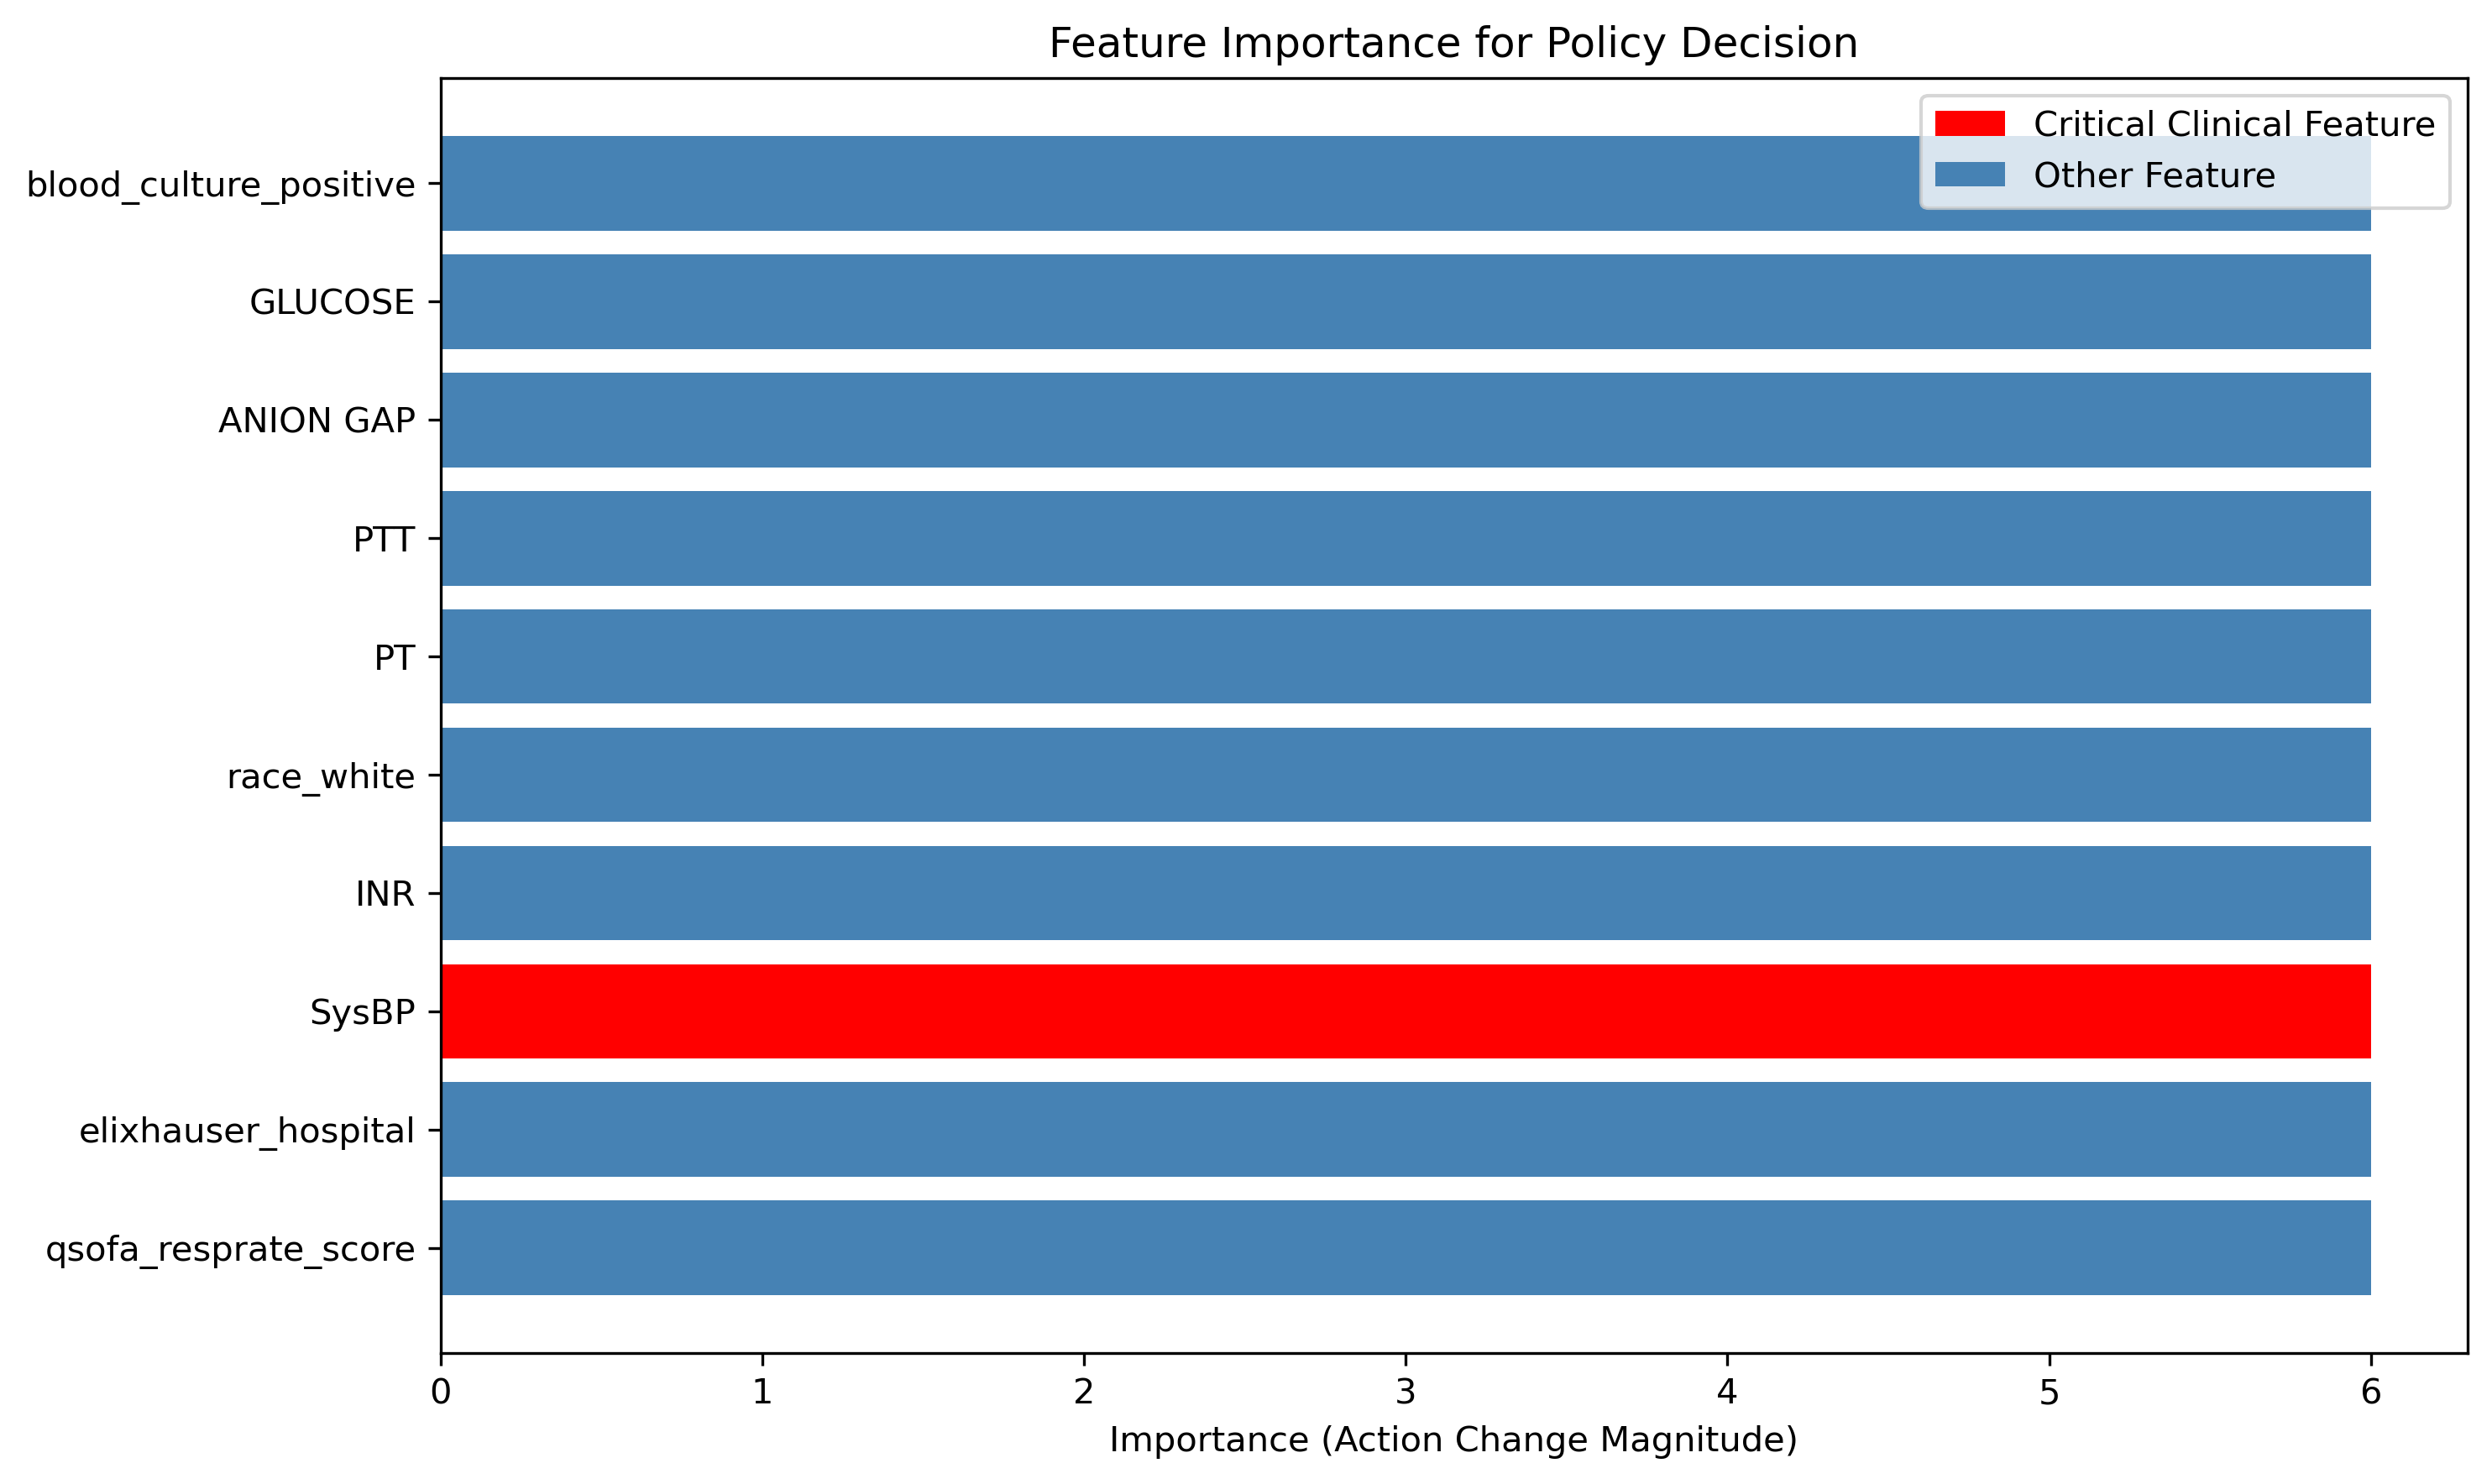 Feature Importance for Policy Decision
Critical Clinical Feature
Other Feature
blood_culture_positive
GLUCOSE
ANION GAP
PTT
PT
race_white
INR
SysBP
elixhauser_hospital
qsofa_resprate_score
0 1 2 3 4 5 6
Importance (Action Change Magnitude)